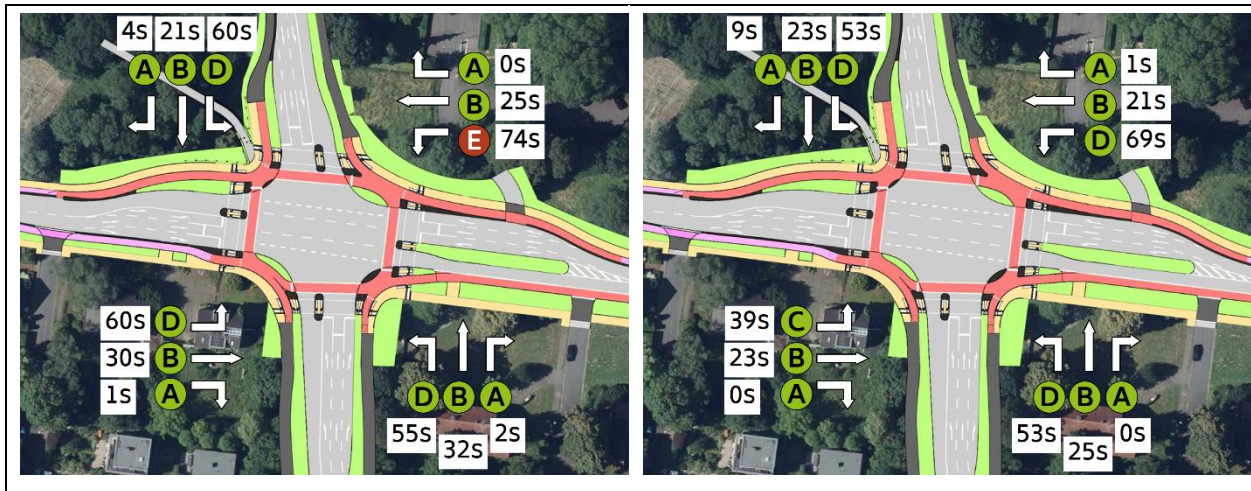 4s 21s 60s
A B D
A 0s
B 25s
E 74s
60s D
30s B
1s A
D B A
55s 32s 2s
9s 23s 53s
A B D
A 1s
B 21s
D 69s
39s C
23s B
0s A
D B A
53s 25s 0s